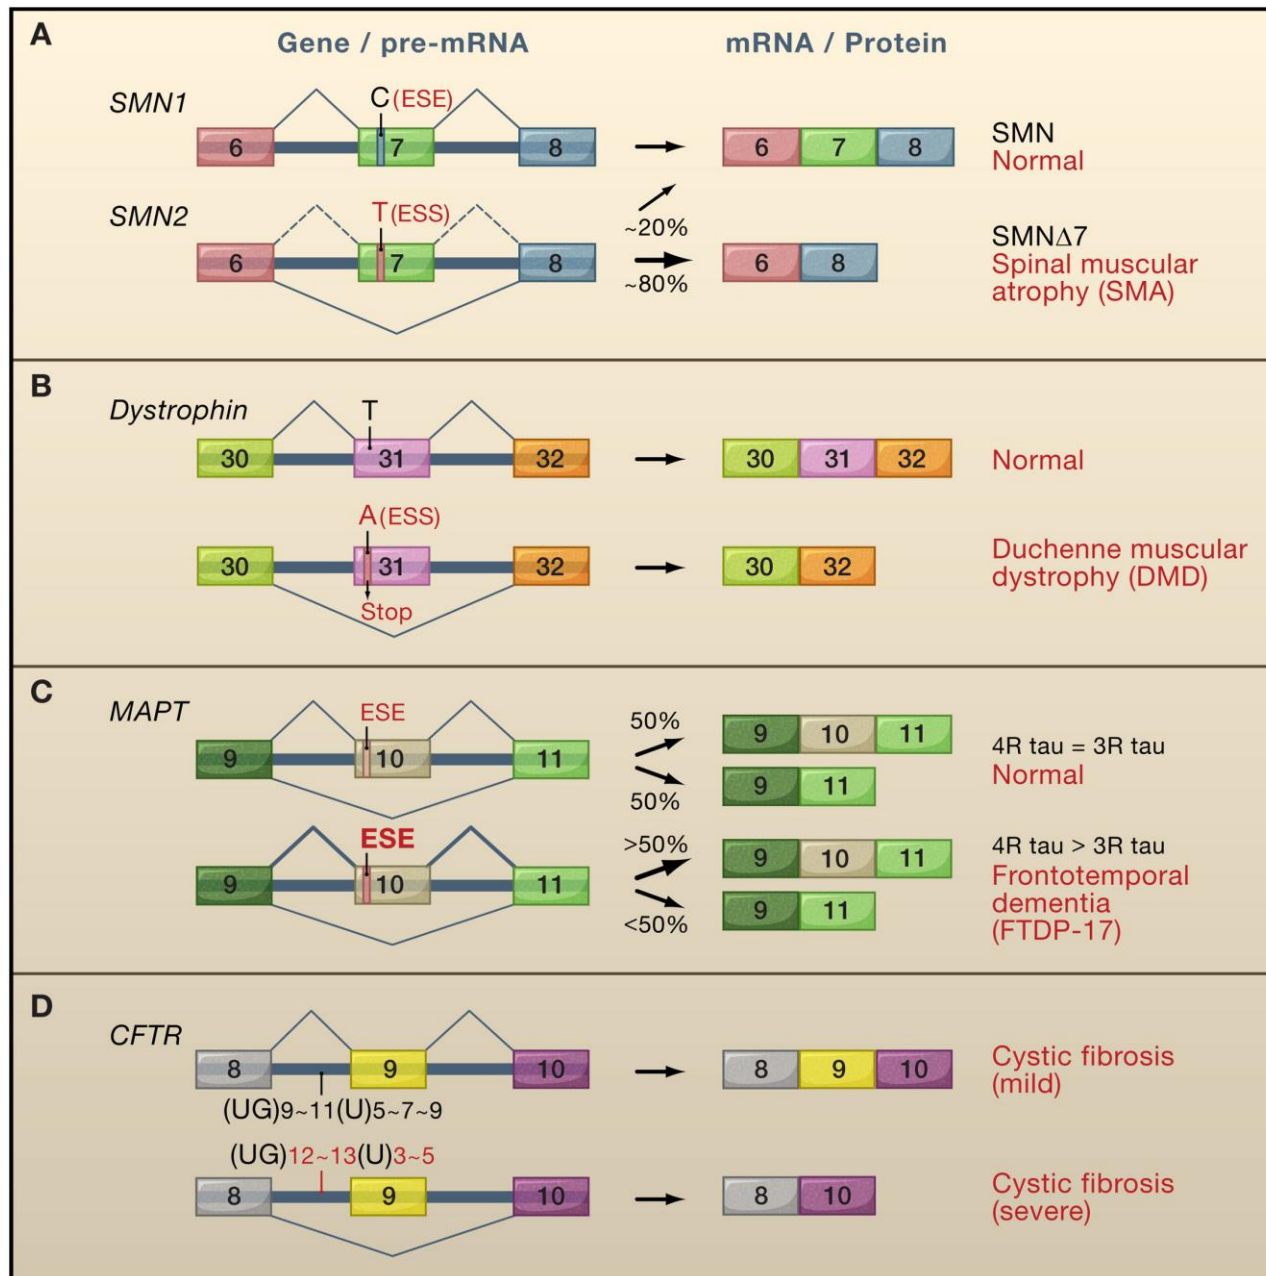 A
Gene / pre-mRNA
mRNA / Protein
SMN1
C (ESE)
6
7
8
6
7
8
SMN
Normal
SMN2
T (ESS)
6
7
8
~20%
~80%
6
8
SMNΔ7
Spinal muscular
atrophy (SMA)
B
Dystrophin
T
30
31
32
30
31
32
Normal
A (ESS)
30
31
32
Stop
30
32
Duchenne muscular
dystrophy (DMD)
C
MAPT
ESE
9
10
11
50%
50%
9
10
11
9
11
4R tau = 3R tau
Normal
ESE
9
10
11
>50%
<50%
9
10
11
9
11
4R tau > 3R tau
Frontotemporal
dementia
(FTDP-17)
D
CFTR
8
9
10
(UG)9~11(U)5~7~9
8
9
10
Cystic fibrosis
(mild)
(UG)12~13(U)3~5
8
9
10
8
10
Cystic fibrosis
(severe)